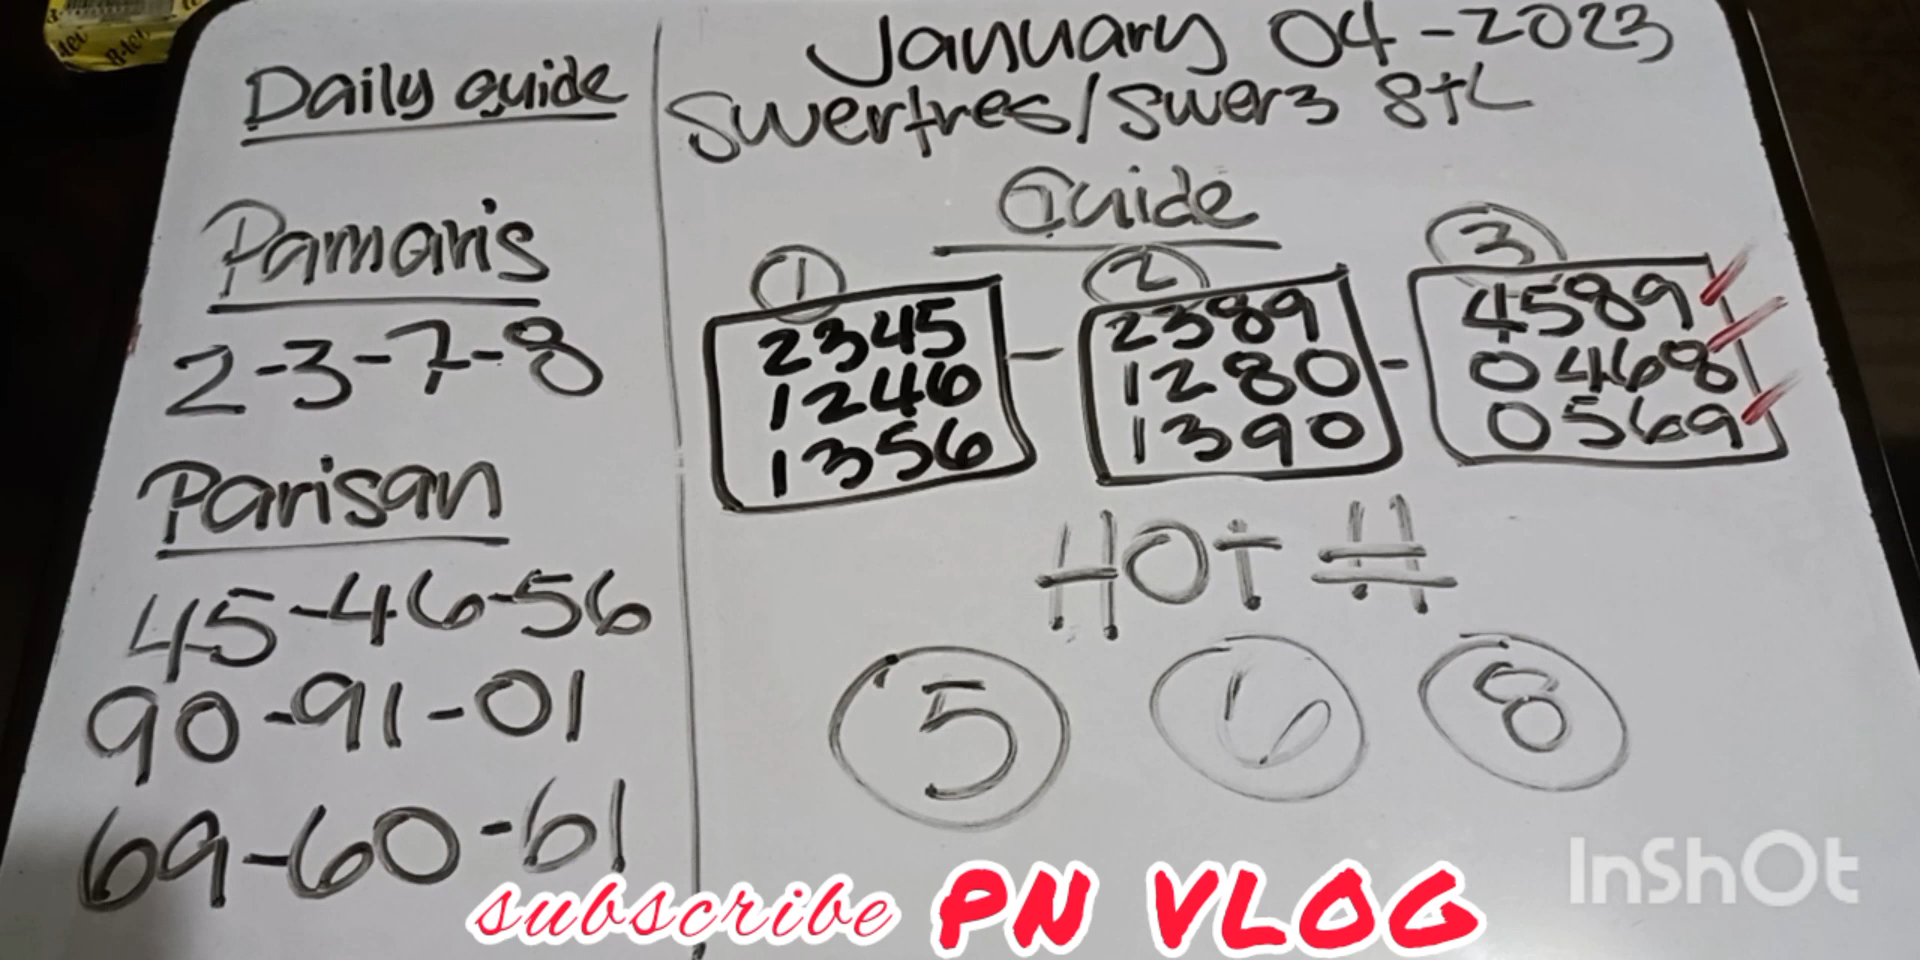 Daily Guide
Pamaris
2-3-7-8
Parisan
45-46-56
90-91-01
69-60-61
January 04-2023
Swertres/Swer3 8tL
Guide
1
2345
1246
1356
-
2
2389
1280
1390
-
3
4589
0468
0569
HOT #
5 6 8
subscribe PN VLOG
InShOt